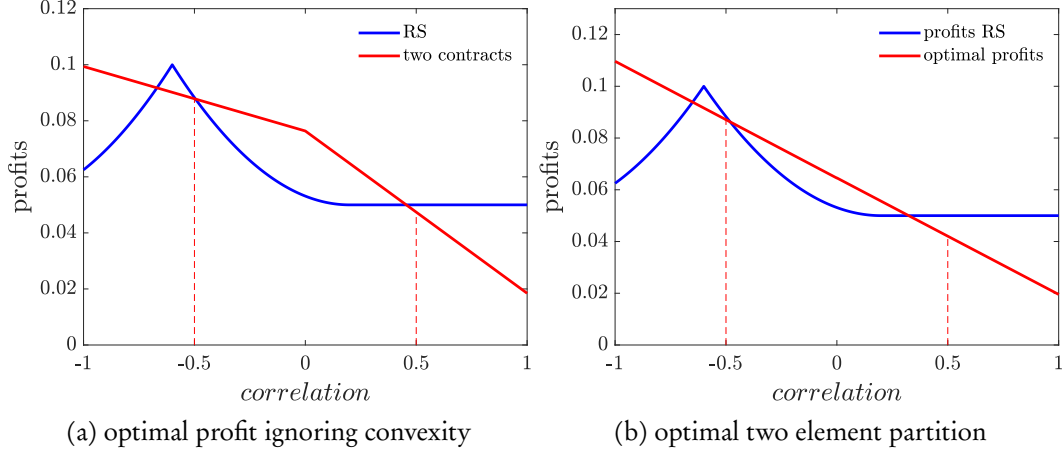 0.12
0.1
0.08
0.06
0.04
0.02
0
profits
RS
two contracts
-1
-0.5
0
0.5
1
correlation
(a) optimal profit ignoring convexity
0.12
0.1
0.08
0.06
0.04
0.02
0
profits
profits RS
optimal profits
-1
-0.5
0
0.5
1
correlation
(b) optimal two element partition